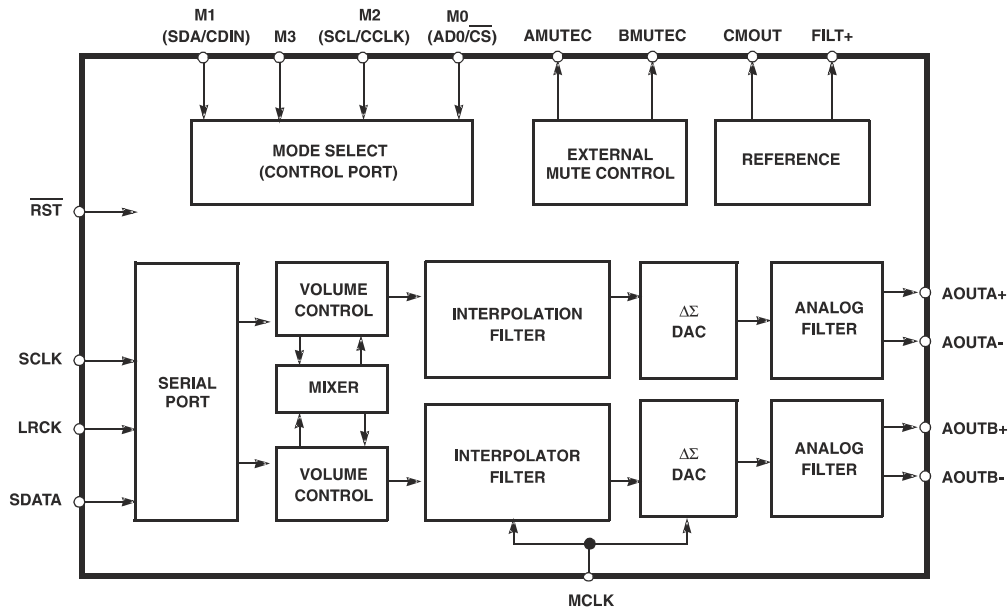 M1
(SDA/CDIN)
M3
M2
(SCL/CCLK)
M0
(AD0/CS)
AMUTEC
BMUTEC
CMOUT
FILT+
MODE SELECT
(CONTROL PORT)
EXTERNAL
MUTE CONTROL
REFERENCE
RST
SERIAL
PORT
VOLUME
CONTROL
MIXER
VOLUME
CONTROL
INTERPOLATION
FILTER
INTERPOLATOR
FILTER
ΔΣ
DAC
ΔΣ
DAC
ANALOG
FILTER
ANALOG
FILTER
SCLK
LRCK
SDATA
AOUTA+
AOUTA-
AOUTB+
AOUTB-
MCLK